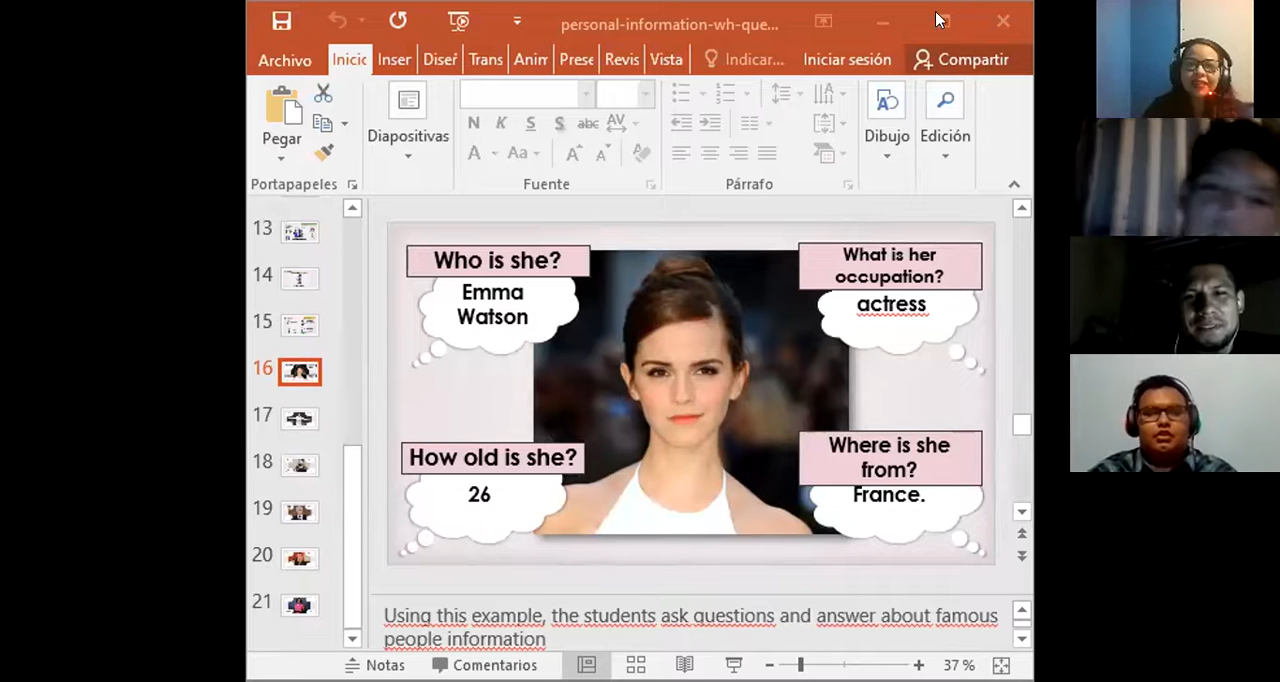 personal-information-wh-que...
Archivo
Inicio
Inser
Diseñ
Trans
Anim
Prese
Revis
Vista
Indicar...
Iniciar sesión
Compartir
Pegar
Diapositivas
N K S S abc AV
A Aa A A
Dibujo
Edición
Portapapeles
Fuente
Párrafo
13
14
15
16
17
18
19
20
21
Who is she?
Emma
Watson
What is her
occupation?
actress
How old is she?
26
Where is she
from?
France.
Using this example, the students ask questions and answer about famous
people information
Notas
Comentarios
37 %